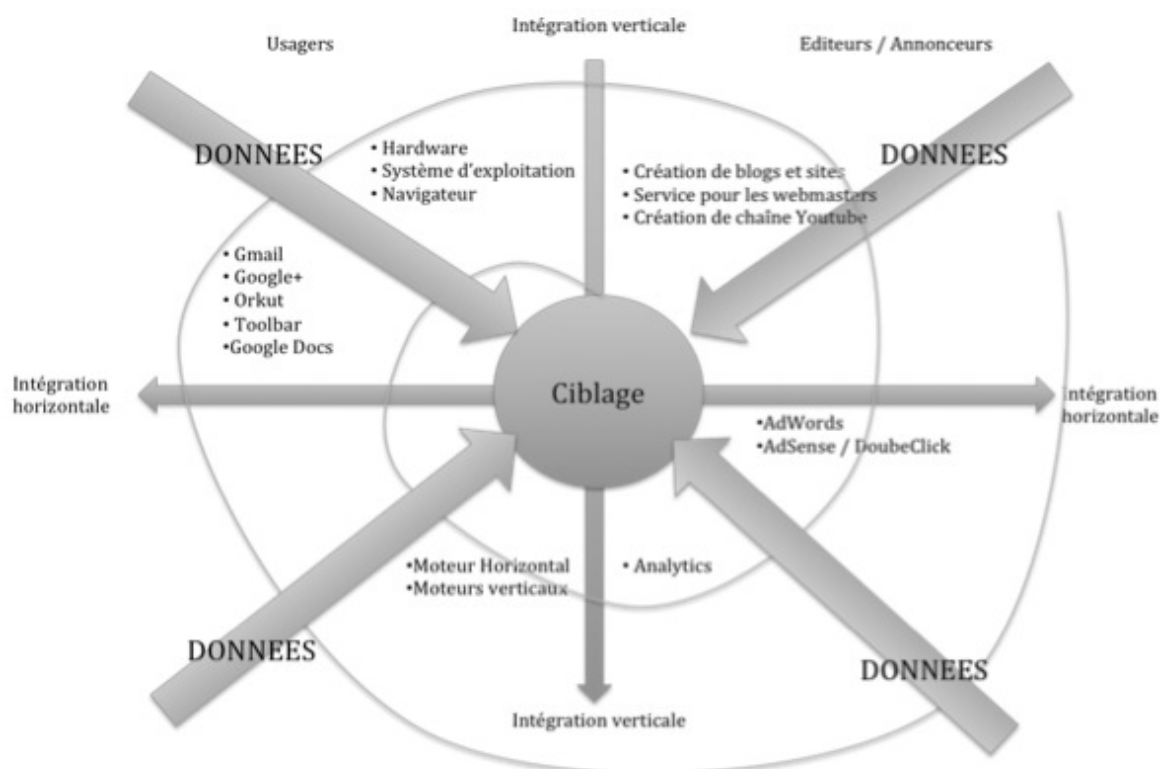 Intégration verticale
Usagers
Editeurs / Annonceurs
DONNEES
DONNEES
• Hardware
• Système d'exploitation
• Navigateur
• Création de blogs et sites
• Service pour les webmasters
• Création de chaîne Youtube
• Gmail
• Google+
• Orkut
• Toolbar
•Google Docs
Intégration
horizontale
Ciblage
Intégration
horizontale
•AdWords
•AdSense / DoubeClick
•Moteur Horizontal
•Moteurs verticaux
• Analytics
DONNEES
DONNEES
Intégration verticale